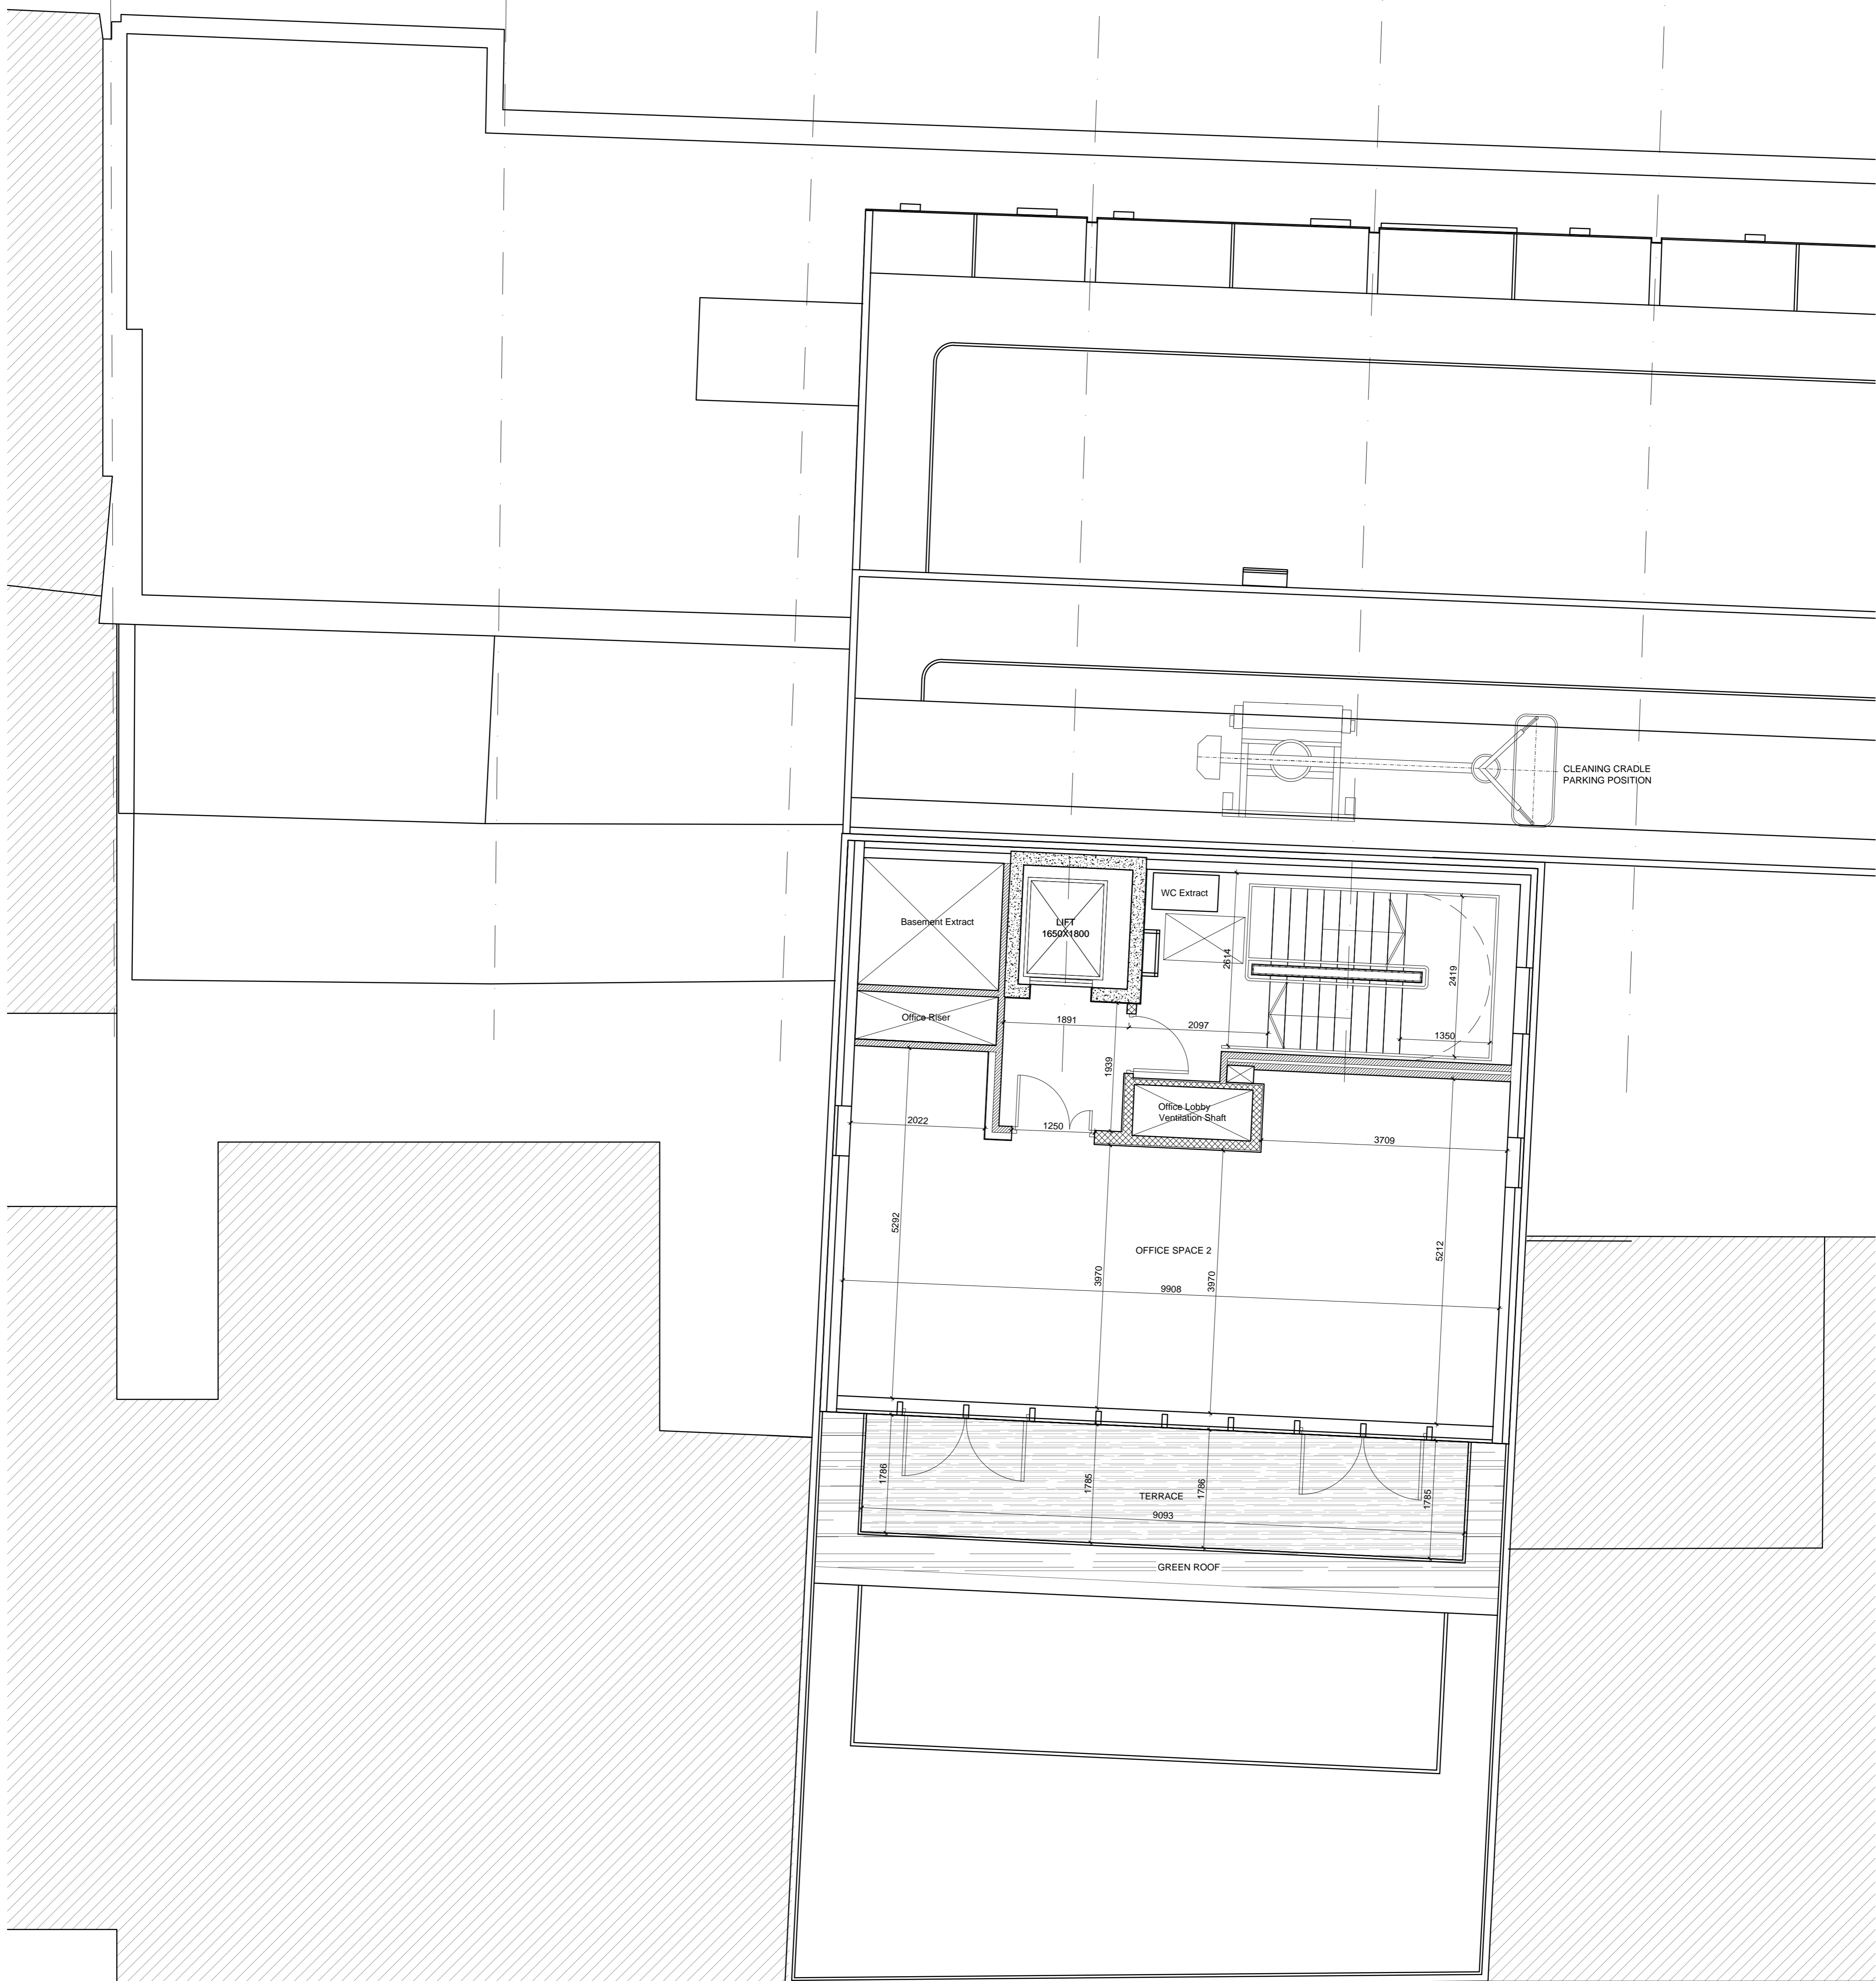 CLEANING CRADLE
PARKING POSITION
WC Extract
Basement Extract
LIFT
1650X1800
2614
2419
Office Riser
1891
2097
1350
1939
Office Lobby
Ventilation Shaft
2022
1250
3709
5292
OFFICE SPACE 2
5212
3970
3970
9908
1786
1785
1786
1785
TERRACE
9093
GREEN ROOF